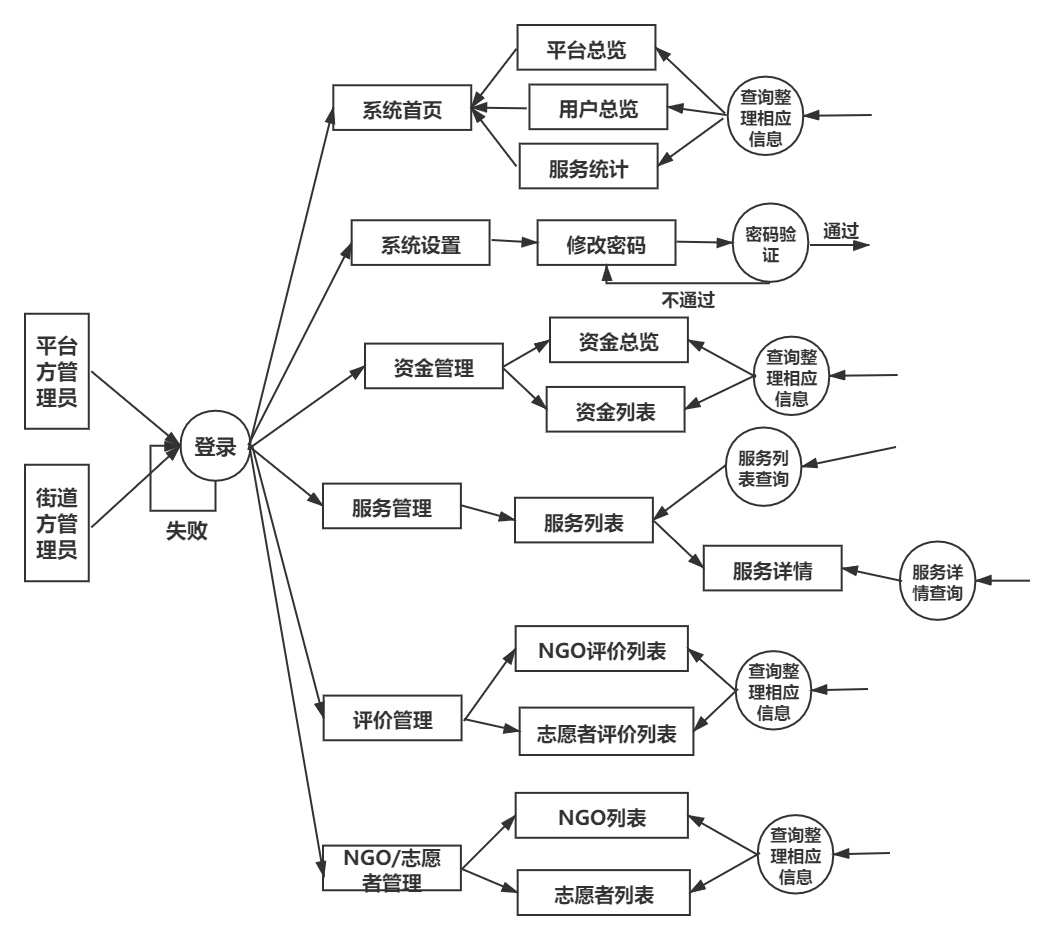 平台总览
系统首页
用户总览
查询整
理相应
信息
服务统计
系统设置
修改密码
密码验
证
通过
不通过
平台
方管
理员
资金管理
资金总览
资金列表
查询整
理相应
信息
登录
失败
街道
方管
理员
服务管理
服务列表
服务列
表查询
服务详情
服务详
情查询
评价管理
NGO评价列表
志愿者评价列表
查询整
理相应
信息
NGO/志愿
者管理
NGO列表
志愿者列表
查询整
理相应
信息